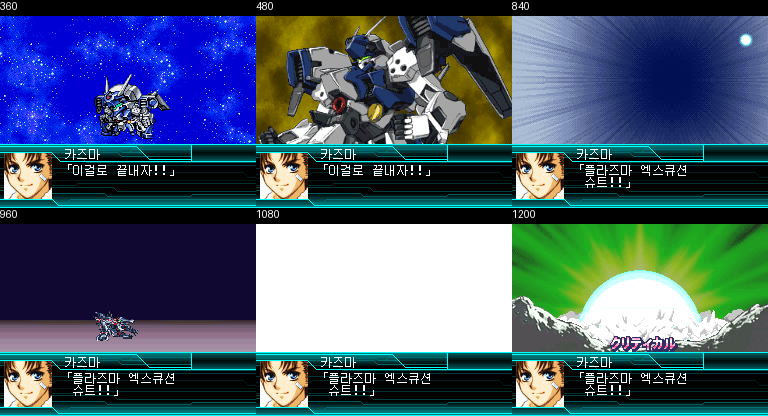 360
480
840
카즈마
「이걸로 끝내자!!」
카즈마
「이걸로 끝내자!!」
카즈마
「플라즈마 엑스큐션
슈트!!」
960
1080
1200
クリティカル
카즈마
「플라즈마 엑스큐션
슈트!!」
카즈마
「플라즈마 엑스큐션
슈트!!」
카즈마
「플라즈마 엑스큐션
슈트!!」